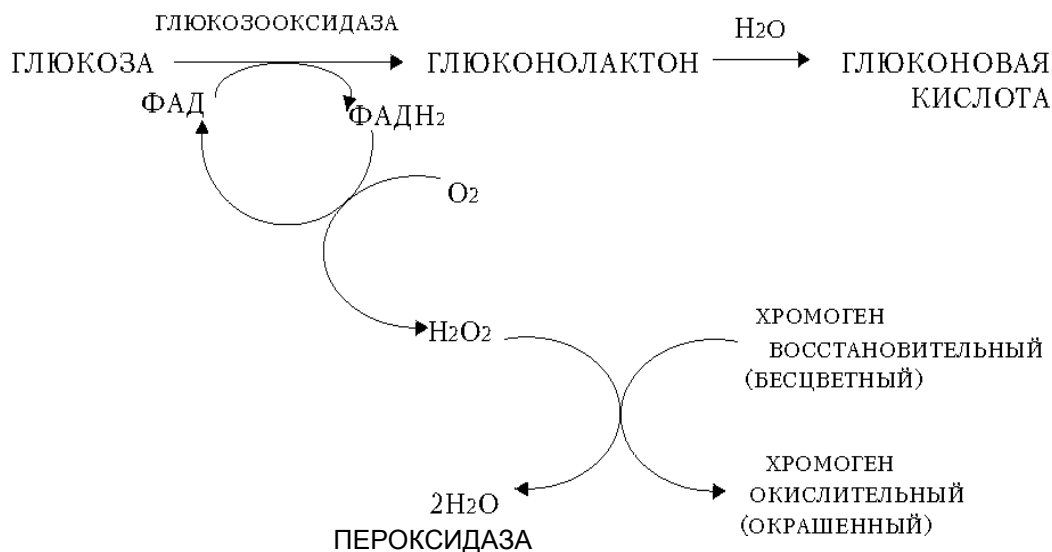 ГЛЮКОЗООКСИДАЗА
H2O
ГЛЮКОЗА
ГЛЮКОНОЛАКТОН
ГЛЮКОНОВАЯ
КИСЛОТА
ФАД
ФАДН2
O2
H2O2
ХРОМОГЕН
ВОССТАНОВИТЕЛЬНЫЙ
(БЕСЦВЕТНЫЙ)
ХРОМОГЕН
ОКИСЛИТЕЛЬНЫЙ
(ОКРАШЕННЫЙ)
2H2O
ПЕРОКСИДАЗА